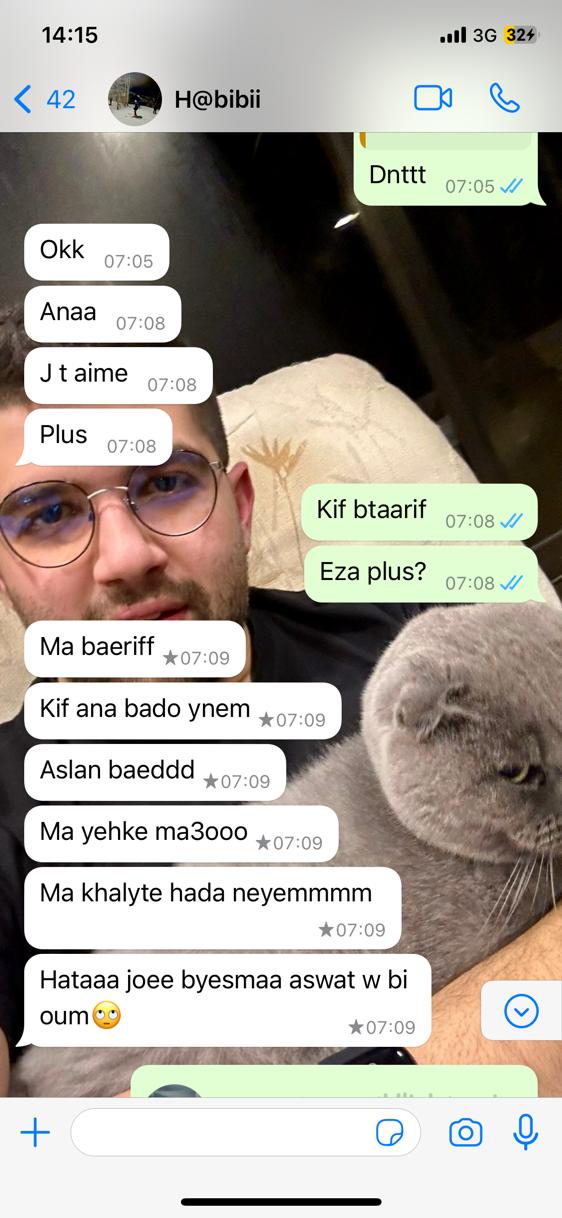 14:15
3G
32
42
H@bibii
Dnttt 07:05
Okk 07:05
Anaa 07:08
J t aime 07:08
Plus 07:08
Kif btaarif 07:08
Eza plus? 07:08
Ma baeriff ★07:09
Kif ana bado ynem ★07:09
Aslan baeddd ★07:09
Ma yehke ma3ooo ★07:09
Ma khalyte hada neyemmmm
★07:09
Hataaa joee byesmaa aswat w bi
oum🙄
★07:09